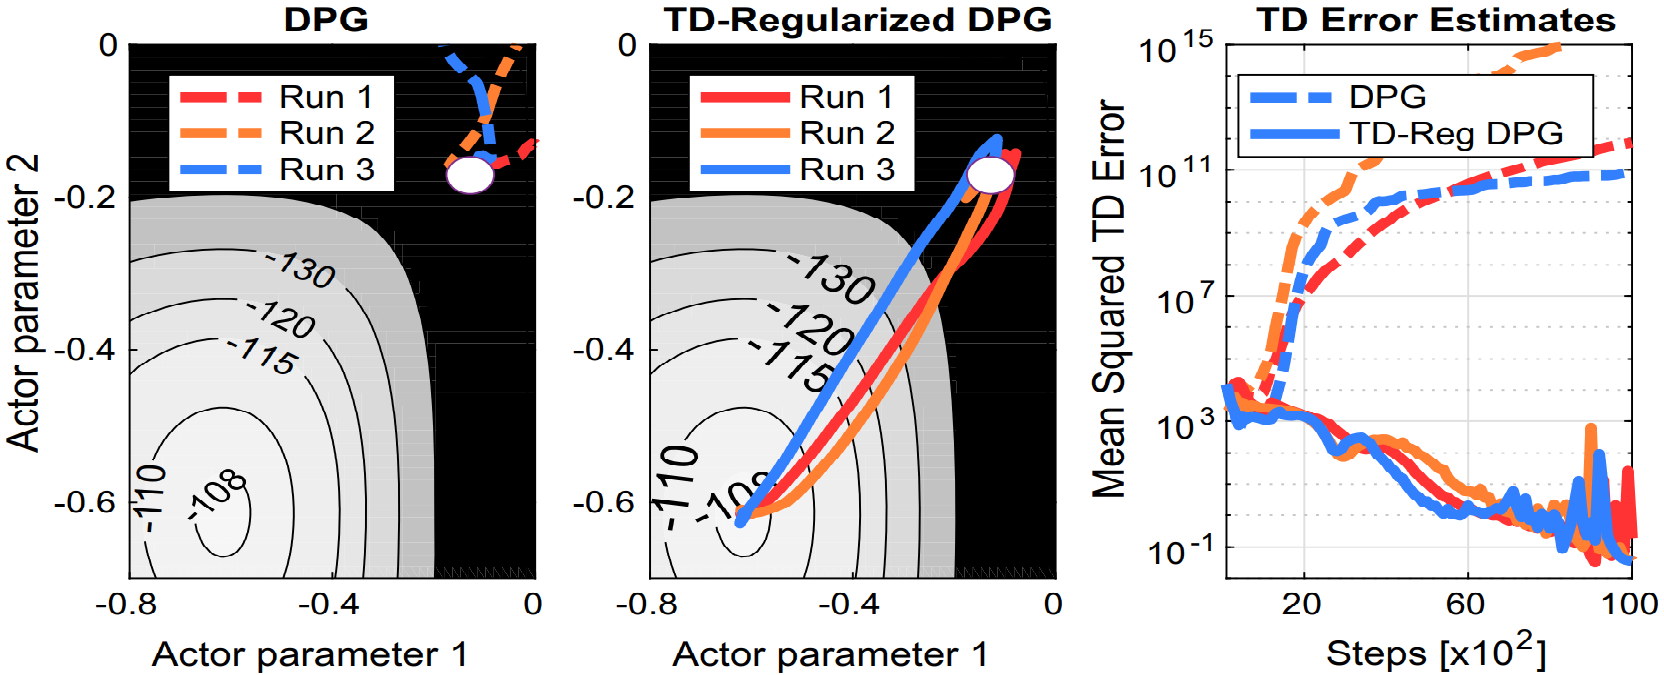 DPG
0
-0.2
-0.4
-0.6
-0.8
-0.4
0
Actor parameter 2
Actor parameter 1
Run 1
Run 2
Run 3
-130
-120
-115
-110
-108
TD-Regularized DPG
0
-0.2
-0.4
-0.6
-0.8
-0.4
0
Actor parameter 1
Run 1
Run 2
Run 3
-130
-120
-115
-110
-108
TD Error Estimates
10^15
10^11
10^7
10^3
10^-1
20
60
100
Mean Squared TD Error
Steps [x10²]
DPG
TD-Reg DPG